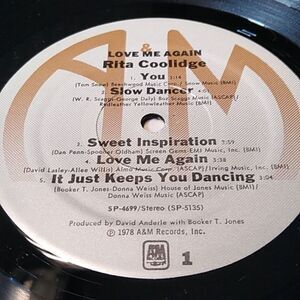 LOVE ME AGAIN
Rita Coolidge
1. You 3:14
(Tom Snow) Beechwood Music Corp./ Snow Music (BMI)
2. Slow Dancer
(W. R. Scaggs-George Daly) Boz Scaggs Music (ASCAP)/
Redleather Yellowleather Music (BMI)
3. Sweet Inspiration 3:59
(Dan Penn-Spooner Oldham) Screen Gems-EMI Music, Inc. (BMI)
4. Love Me Again 3:38
(David Lasley-Allee Willis) Almo Music Corp. (ASCAP)/Irving Music, Inc. (BMI)
5. It Just Keeps You Dancing 3:04
(Booker T. Jones-Donna Weiss) House of Jones Music (BMI)/
Donna Weiss Music (BMI)
SP-4699/Stereo (SP-5135)
Produced by David Anderle with Booker T. Jones
℗ 1978 A&M Records, Inc.
A&M
1